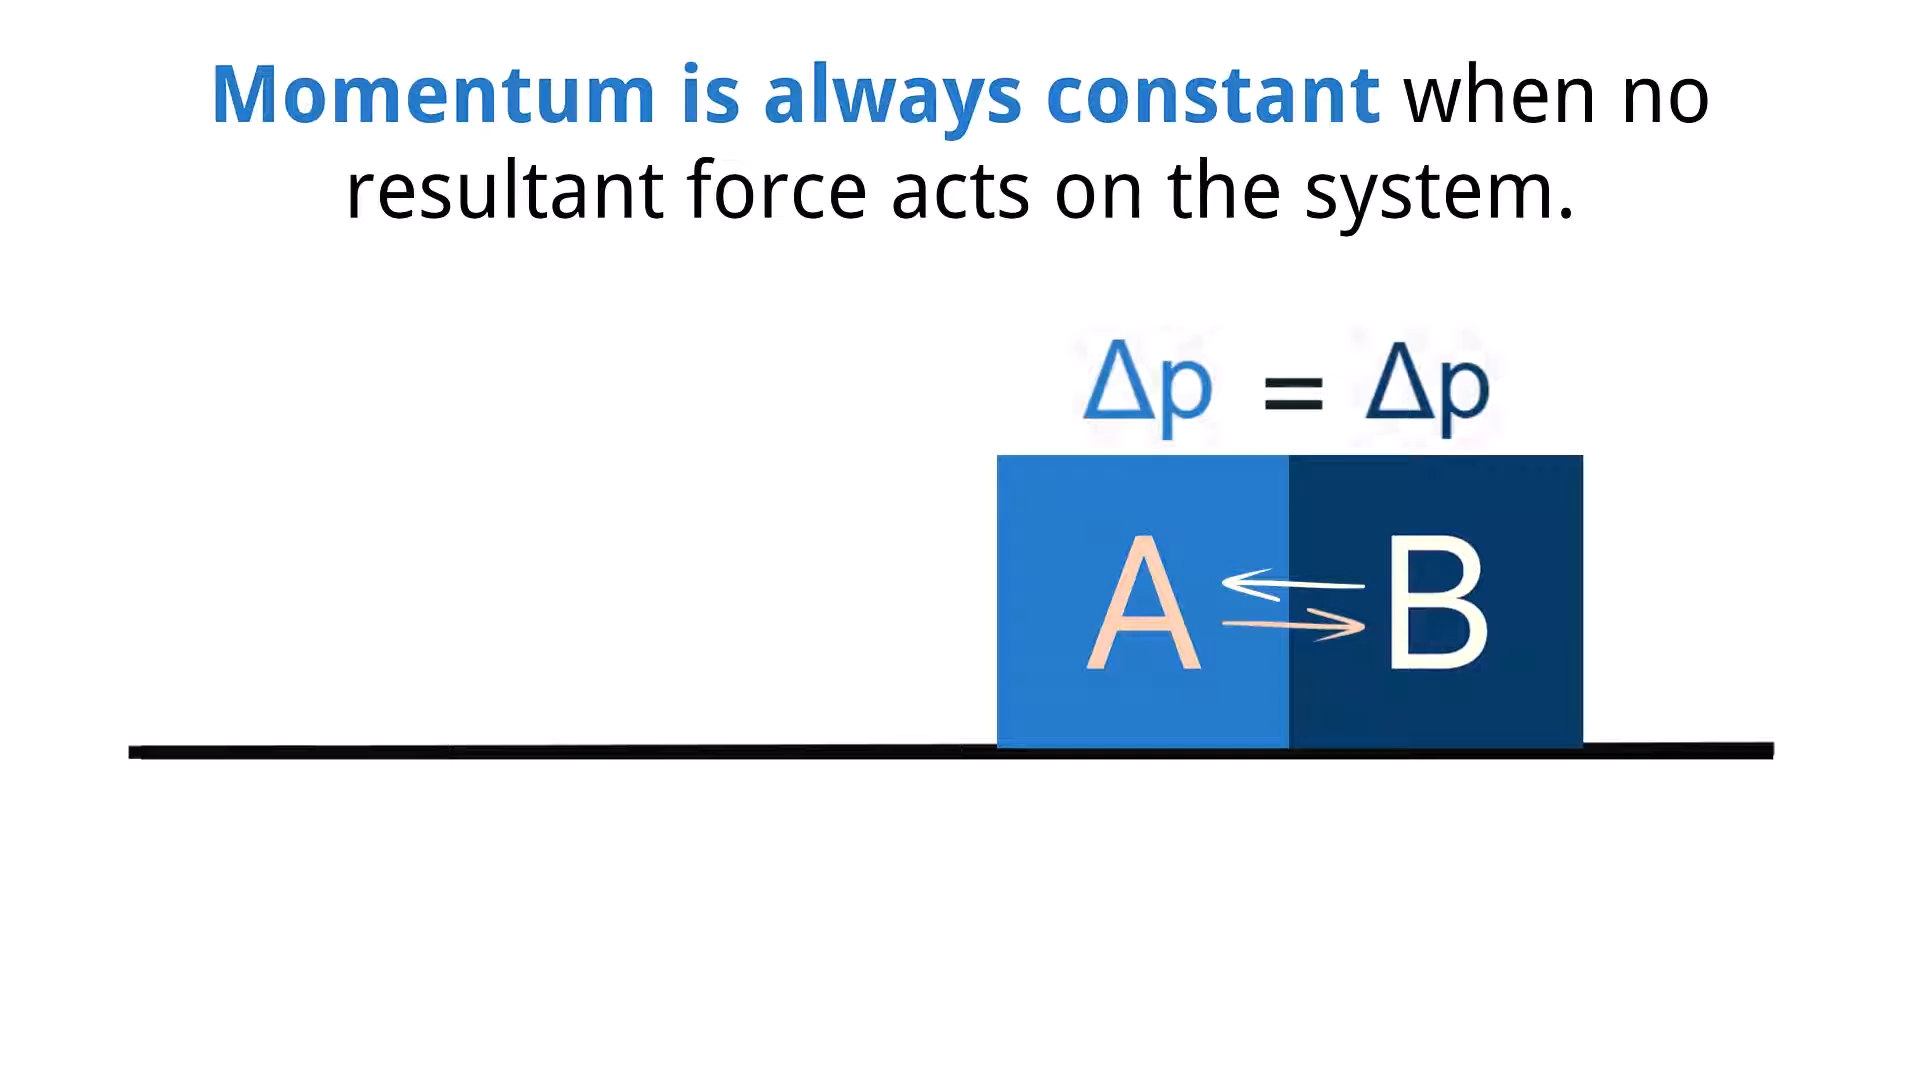 Momentum is always constant when no
resultant force acts on the system.
Δp = Δp
A B